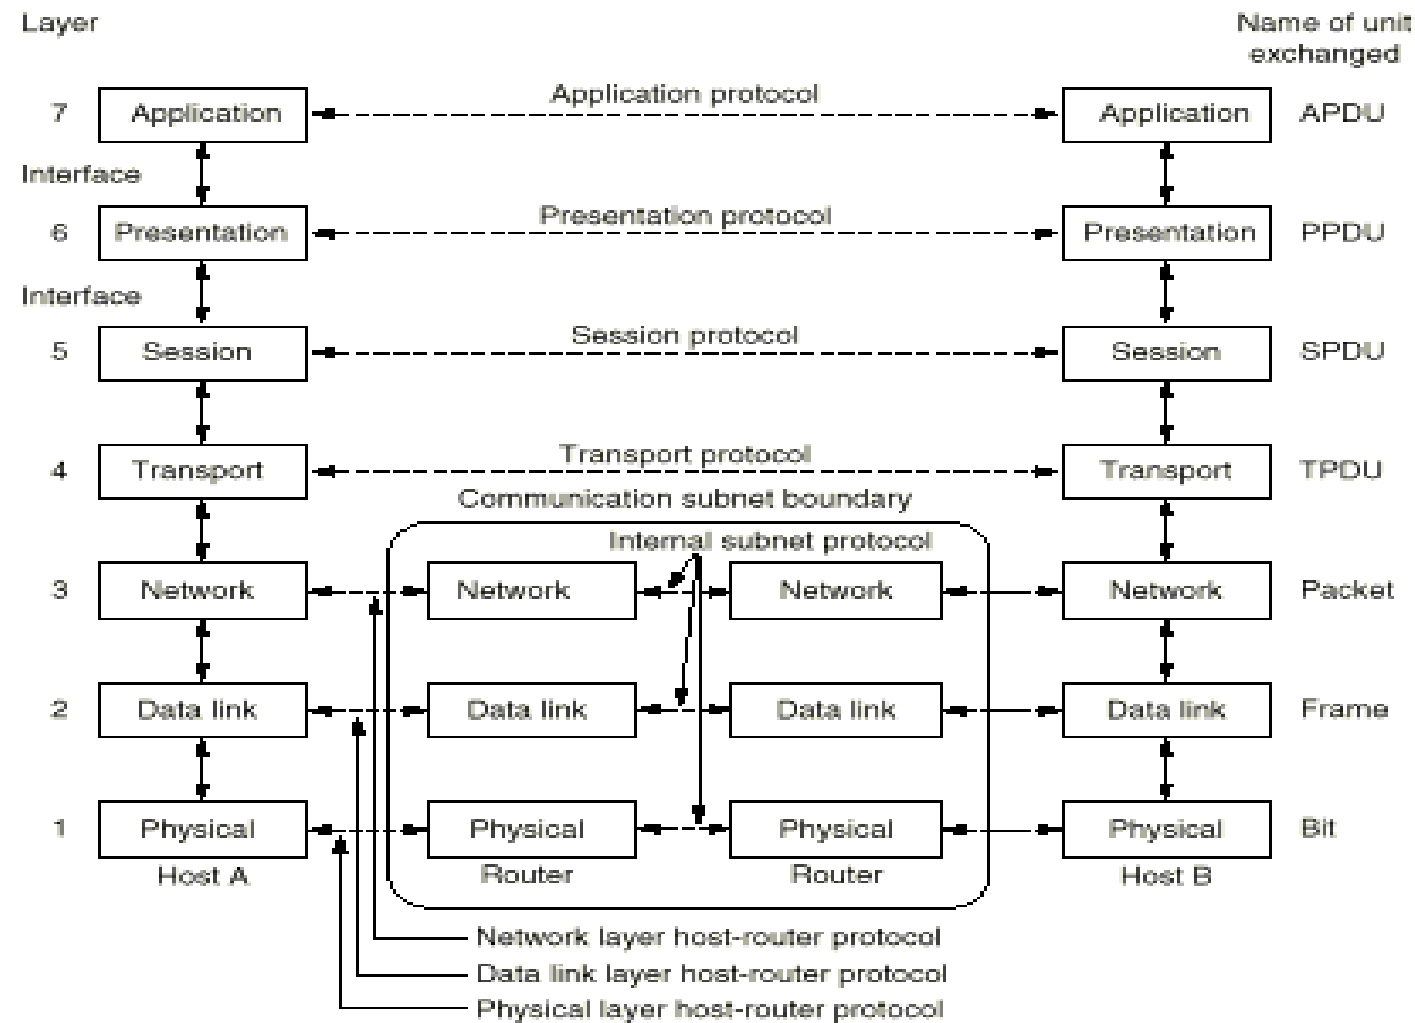 Layer
Name of unit
exchanged
Application protocol
7 Application Application APDU
Interface
Presentation protocol
6 Presentation Presentation PPDU
Interface
Session protocol
5 Session Session SPDU
Transport protocol
4 Transport Transport TPDU
Communication subnet boundary
Internal subnet protocol
3 Network Network Network Network Packet
2 Data link Data link Data link Data link Frame
1 Physical Physical Physical Physical Bit
Host A Router Router Host B
Network layer host-router protocol
Data link layer host-router protocol
Physical layer host-router protocol